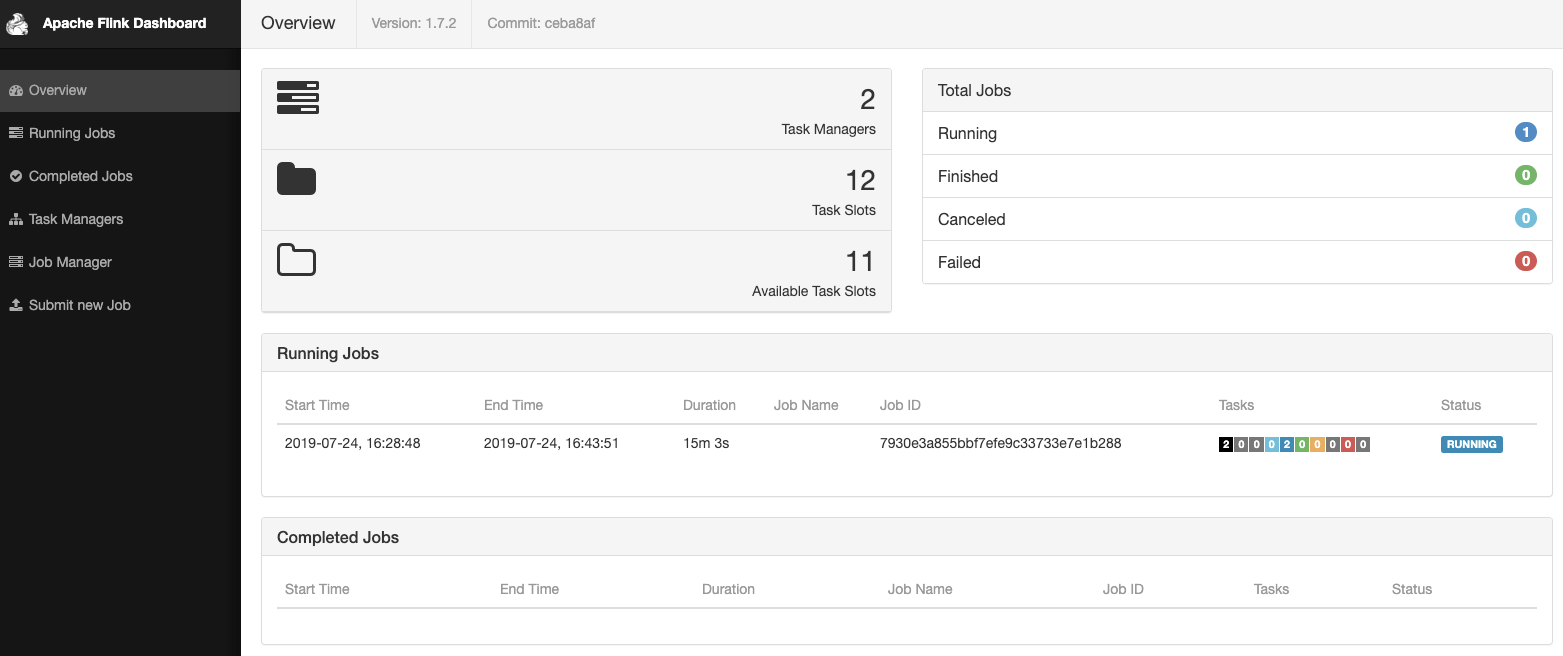 Apache Flink Dashboard
Overview
Version: 1.7.2
Commit: ceba8af
Overview
Running Jobs
Completed Jobs
Task Managers
Job Manager
Submit new Job
2
Task Managers
12
Task Slots
11
Available Task Slots
Total Jobs
Running 1
Finished 0
Canceled 0
Failed 0
Running Jobs
Start Time End Time Duration Job Name Job ID Tasks Status
2019-07-24, 16:28:48 2019-07-24, 16:43:51 15m 3s 7930e3a855bbf7efe9c33733e7e1b288 2 0 0 0 2 0 0 0 0 0 RUNNING
Completed Jobs
Start Time End Time Duration Job Name Job ID Tasks Status